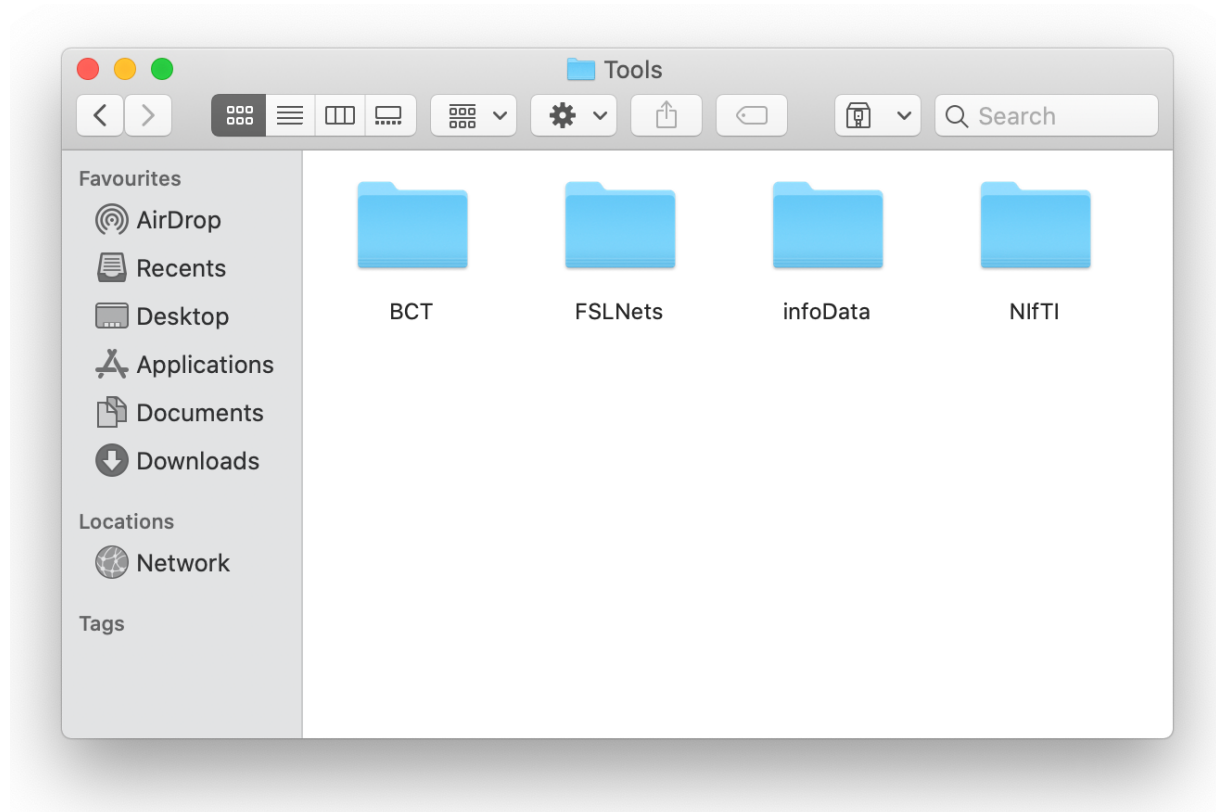 Tools
Search
Favourites
AirDrop
Recents
Desktop
Applications
Documents
Downloads
Locations
Network
Tags
BCT FSLNets infoData NIfTI